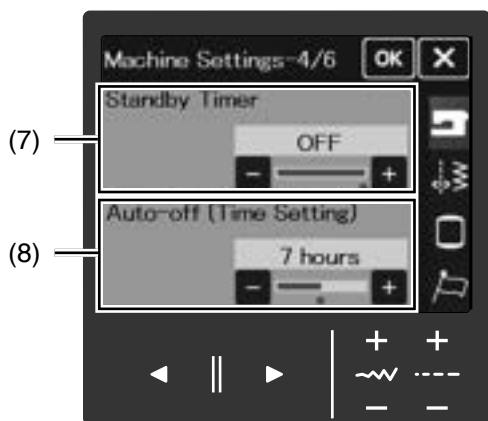 Machine Settings-4/6 OK X
(7)
Standby Timer
OFF
− +
(8)
Auto-off (Time Setting)
7 hours
− +
+ +
− −